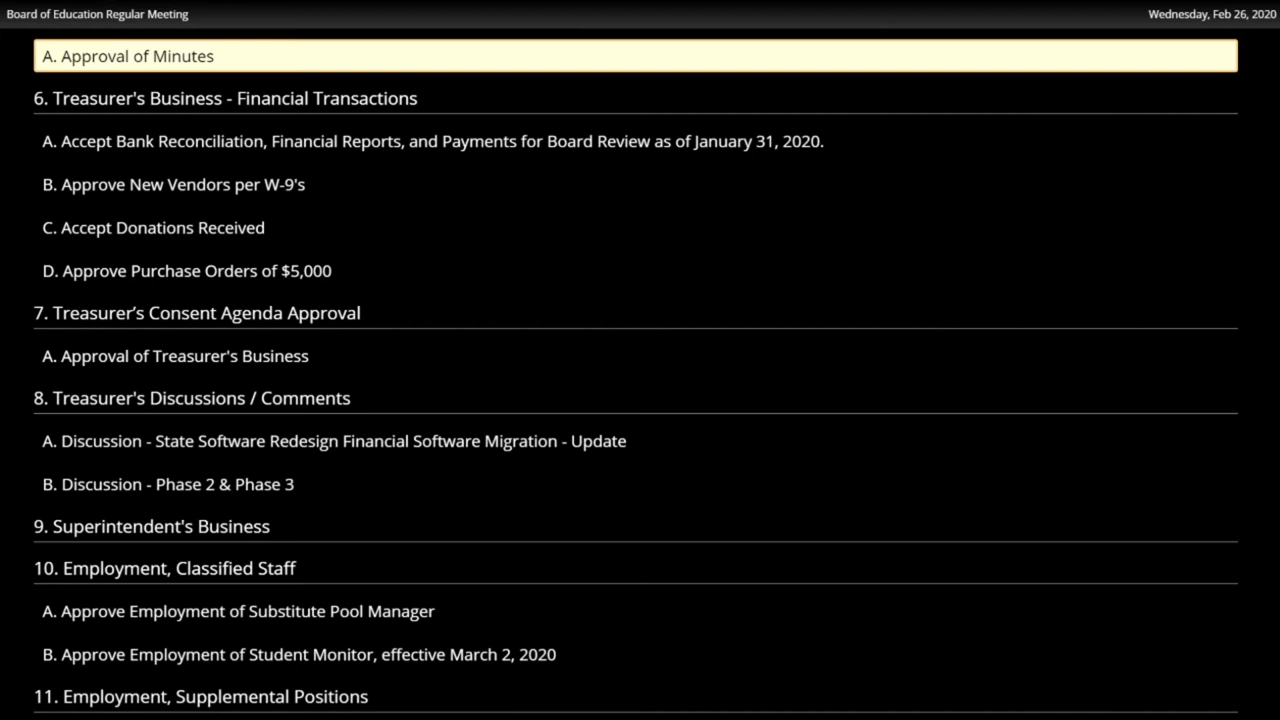 Board of Education Regular Meeting
Wednesday, Feb 26, 2020
A. Approval of Minutes
6. Treasurer's Business - Financial Transactions
A. Accept Bank Reconciliation, Financial Reports, and Payments for Board Review as of January 31, 2020.
B. Approve New Vendors per W-9's
C. Accept Donations Received
D. Approve Purchase Orders of $5,000
7. Treasurer’s Consent Agenda Approval
A. Approval of Treasurer's Business
8. Treasurer's Discussions / Comments
A. Discussion - State Software Redesign Financial Software Migration - Update
B. Discussion - Phase 2 & Phase 3
9. Superintendent's Business
10. Employment, Classified Staff
A. Approve Employment of Substitute Pool Manager
B. Approve Employment of Student Monitor, effective March 2, 2020
11. Employment, Supplemental Positions